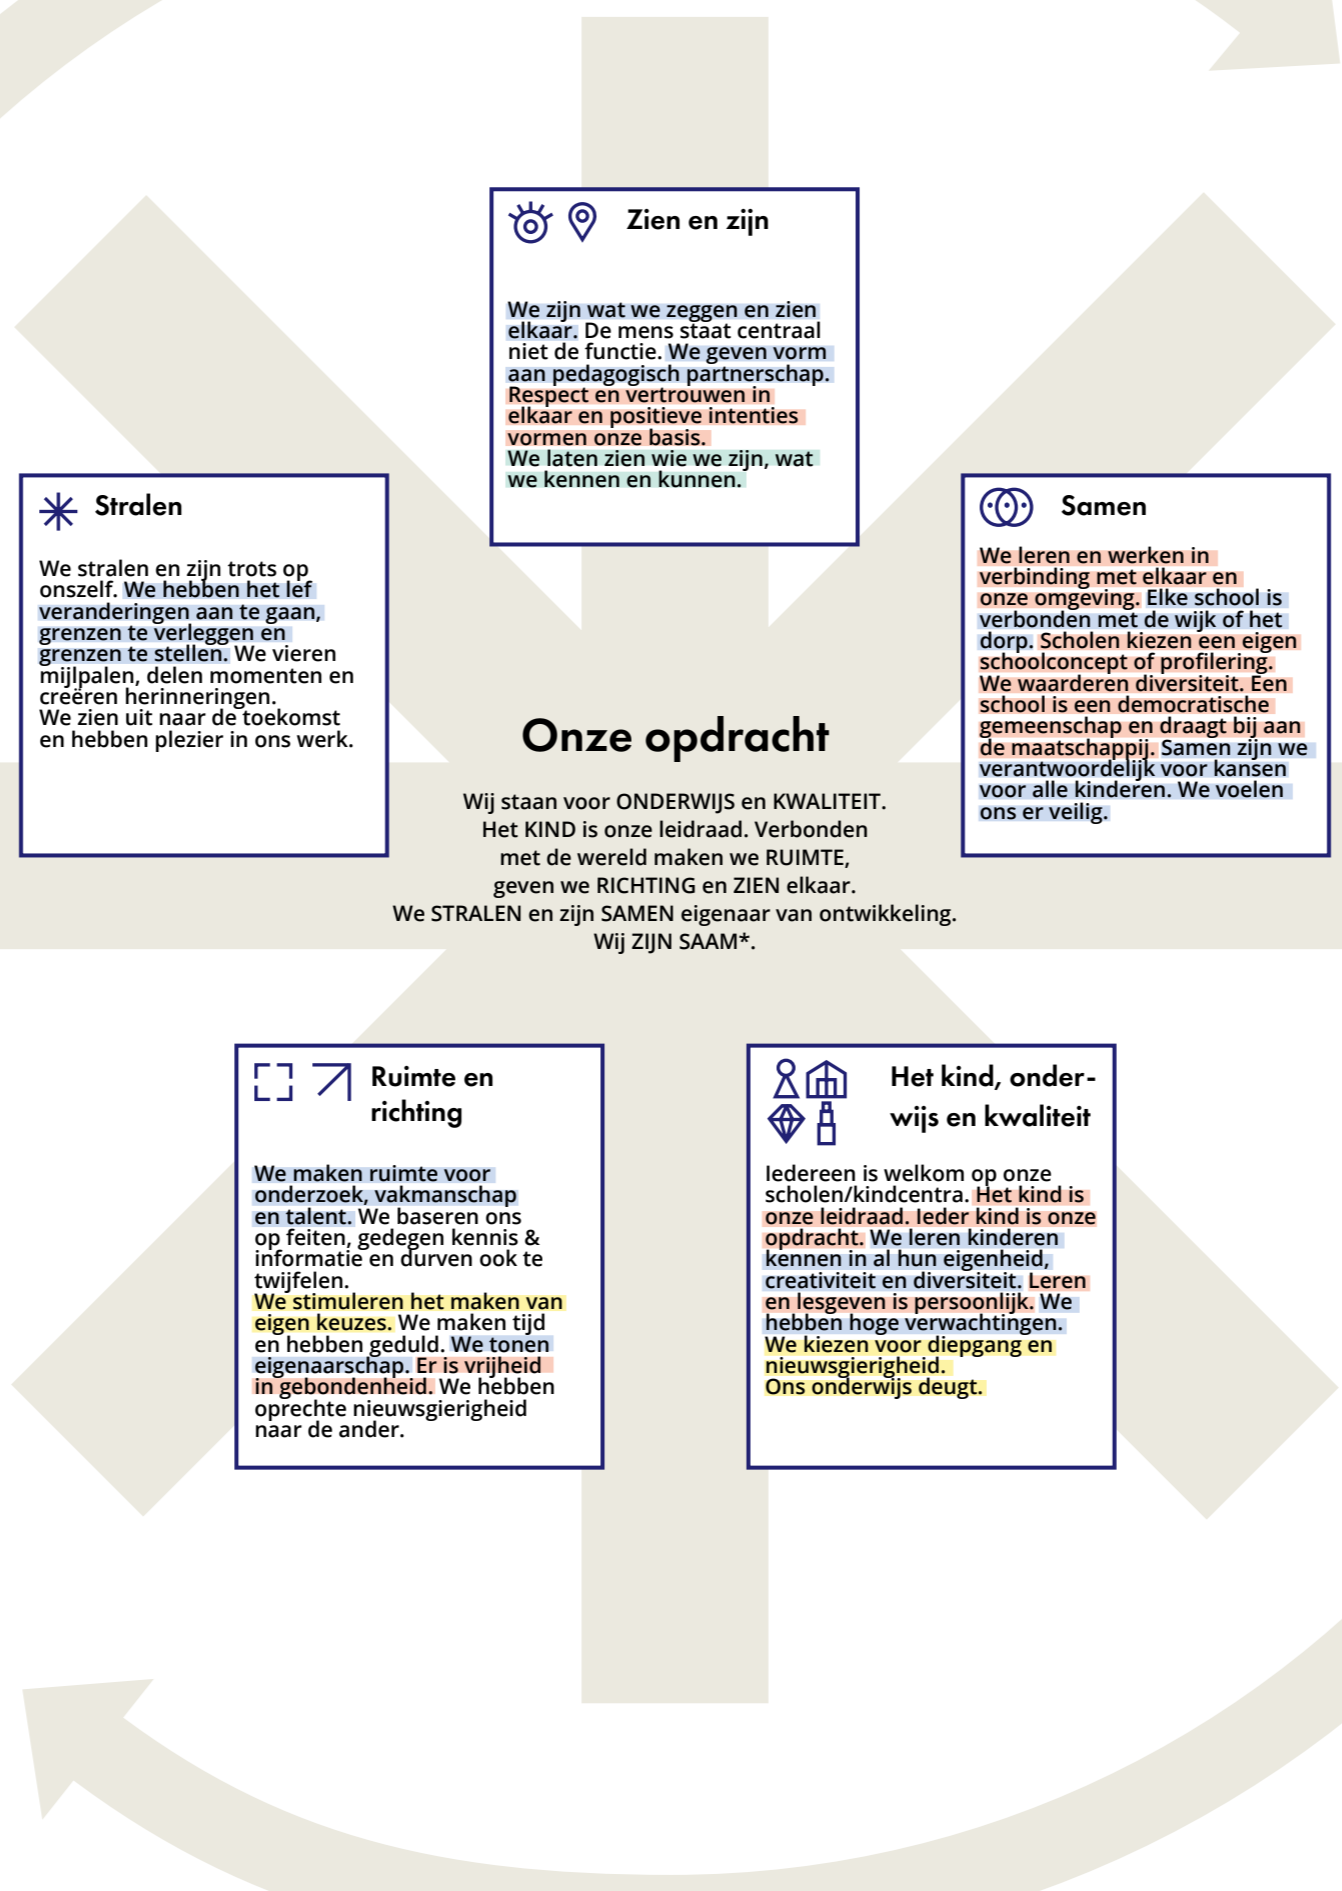 Zien en zijn
We zijn wat we zeggen en zien
elkaar. De mens staat centraal
niet de functie. We geven vorm
aan pedagogisch partnerschap.
Respect en vertrouwen in
elkaar en positieve intenties
vormen onze basis.
We laten zien wie we zijn, wat
we kennen en kunnen.
Stralen
We stralen en zijn trots op
onszelf. We hebben het lef
veranderingen aan te gaan,
grenzen te verleggen en
grenzen te stellen. We vieren
mijlpalen, delen momenten en
creëren herinneringen.
We zien uit naar de toekomst
en hebben plezier in ons werk.
Samen
We leren en werken in
verbinding met elkaar en
onze omgeving. Elke school is
verbonden met de wijk of het
dorp. Scholen kiezen een eigen
schoolconcept of profilering.
We waarderen diversiteit. Een
school is een democratische
gemeenschap en draagt bij aan
de maatschappij. Samen zijn we
verantwoordelijk voor kansen
voor alle kinderen. We voelen
ons er veilig.
Onze opdracht
Wij staan voor ONDERWIJS en KWALITEIT.
Het KIND is onze leidraad. Verbonden
met de wereld maken we RUIMTE,
geven we RICHTING en ZIEN elkaar.
We STRALEN en zijn SAMEN eigenaar van ontwikkeling.
Wij ZIJN SAAM*.
Ruimte en
richting
We maken ruimte voor
onderzoek, vakmanschap
en talent. We baseren ons
op feiten, gedegen kennis &
informatie en durven ook te
twijfelen.
We stimuleren het maken van
eigen keuzes. We maken tijd
en hebben geduld. We tonen
eigenaarschap. Er is vrijheid
in gebondenheid. We hebben
oprechte nieuwsgierigheid
naar de ander.
Het kind, onder-
wijs en kwaliteit
Iedereen is welkom op onze
scholen/kindcentra. Het kind is
onze leidraad. Ieder kind is onze
opdracht. We leren kinderen
kennen in al hun eigenheid,
creativiteit en diversiteit. Leren
en lesgeven is persoonlijk. We
hebben hoge verwachtingen.
We kiezen voor diepgang en
nieuwsgierigheid.
Ons onderwijs deugt.